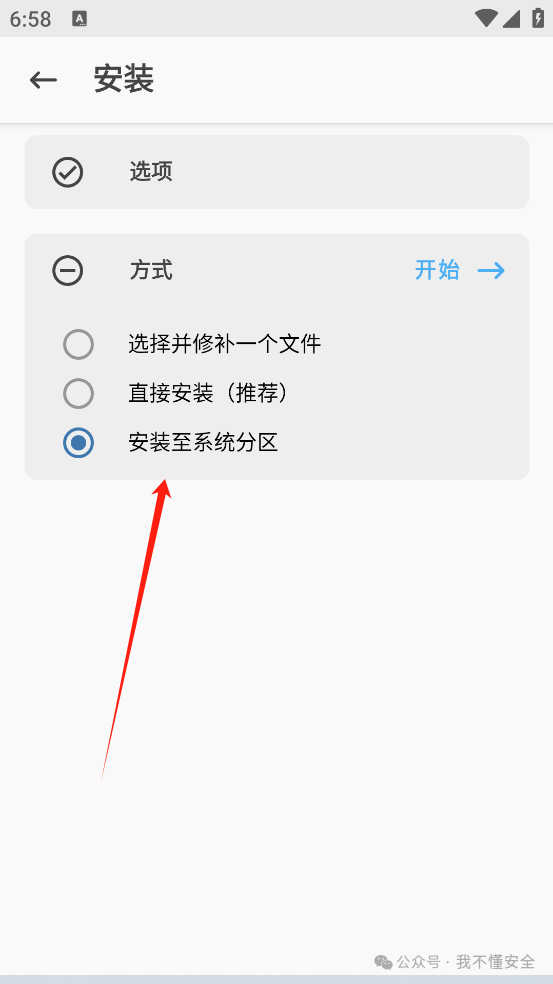 6:58
A
安装
选项
方式
开始
选择并修补一个文件
直接安装（推荐）
安装至系统分区
公众号 · 我不懂安全